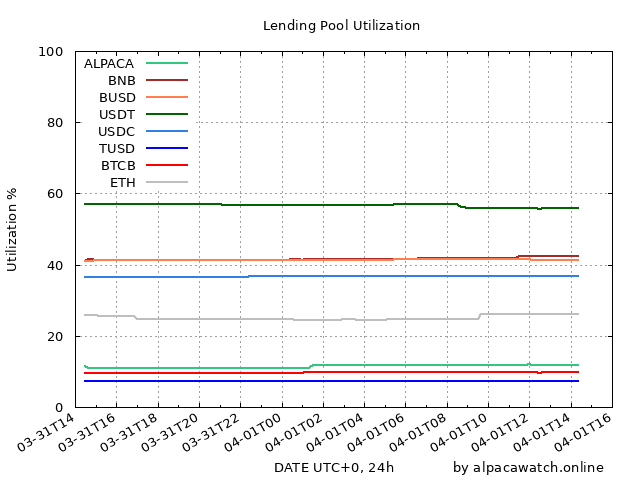 Lending Pool Utilization
100
80
60
40
20
0
Utilization %
ALPACA
BNB
BUSD
USDT
USDC
TUSD
BTCB
ETH
03-31T14
03-31T16
03-31T18
03-31T20
03-31T22
04-01T00
04-01T02
04-01T04
04-01T06
04-01T08
04-01T10
04-01T12
04-01T14
04-01T16
DATE UTC+0, 24h
by alpacawatch.online